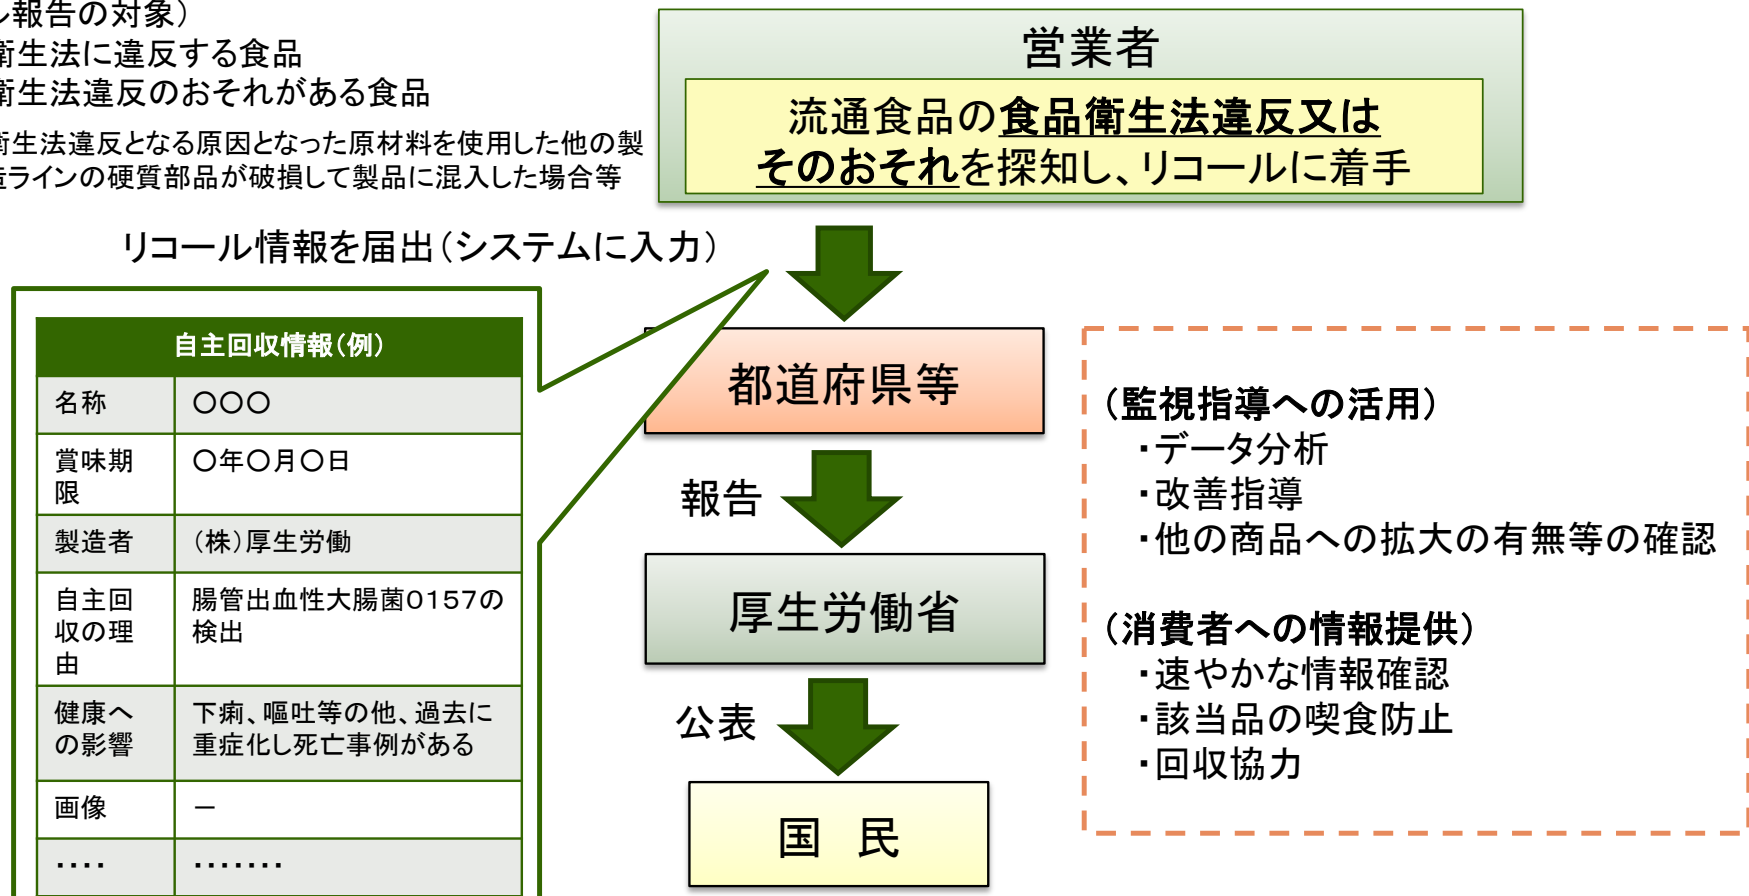 ル報告の対象）
衛生法に違反する食品
衛生法違反のおそれがある食品
衛生法違反となる原因となった原材料を使用した他の製
造ラインの硬質部品が破損して製品に混入した場合等
営業者
流通食品の食品衛生法違反又は
そのおそれを探知し、リコールに着手
リコール情報を届出（システムに入力）
自主回収情報（例）
名称 〇〇〇
賞味期
限
〇年〇月〇日
製造者 （株）厚生労働
自主回
収の理
由
腸管出血性大腸菌O157の
検出
健康へ
の影響
下痢、嘔吐等の他、過去に
重症化し死亡事例がある
画像 －
・・・・ ・・・・・・・
都道府県等
報告
厚生労働省
公表
国　民
（監視指導への活用）
・データ分析
・改善指導
・他の商品への拡大の有無等の確認
（消費者への情報提供）
・速やかな情報確認
・該当品の喫食防止
・回収協力